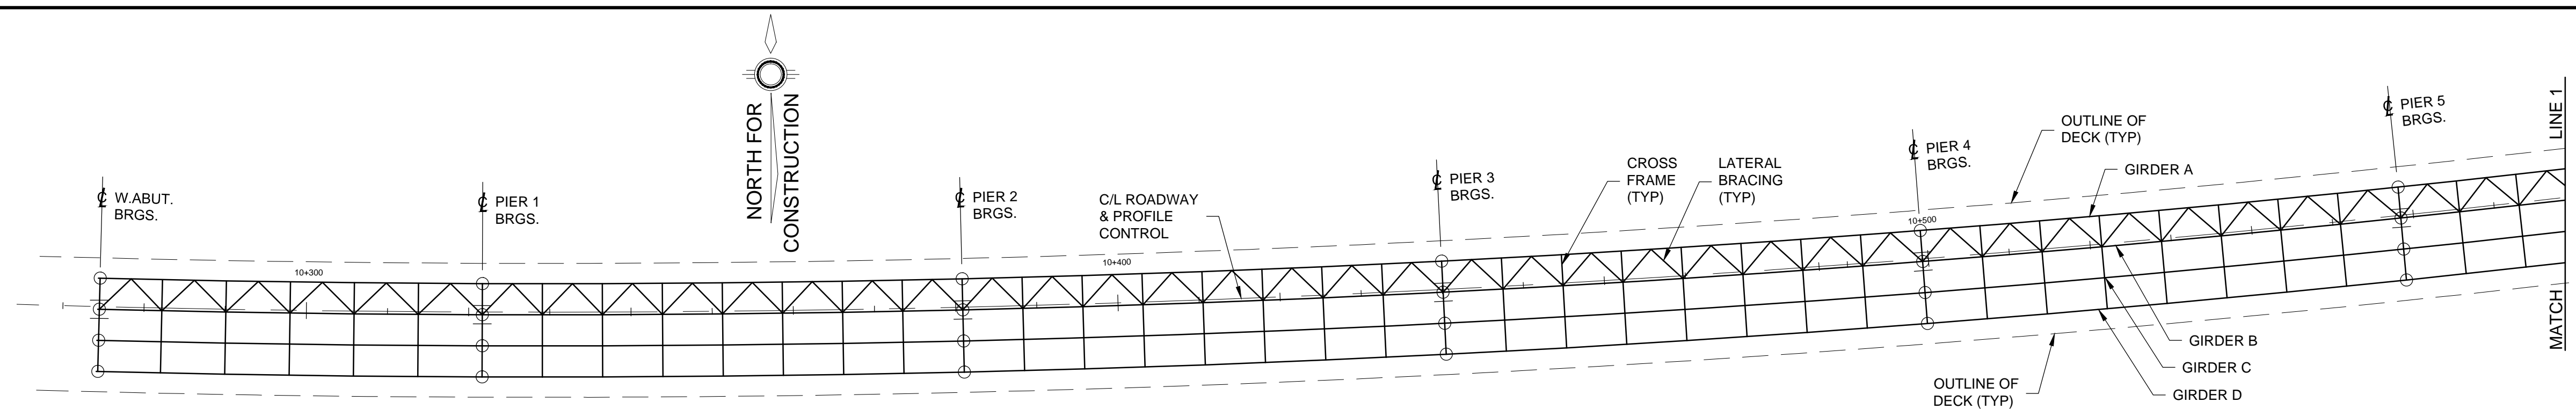 NORTH FOR
CONSTRUCTION
℄ W.ABUT.
BRGS.
℄ PIER 1
BRGS.
℄ PIER 2
BRGS.
C/L ROADWAY
& PROFILE
CONTROL
℄ PIER 3
BRGS.
CROSS
FRAME
(TYP)
LATERAL
BRACING
(TYP)
℄ PIER 4
BRGS.
OUTLINE OF
DECK (TYP)
GIRDER A
℄ PIER 5
BRGS.
MATCH LINE 1
10+300
10+400
10+500
GIRDER B
GIRDER C
GIRDER D
OUTLINE OF
DECK (TYP)